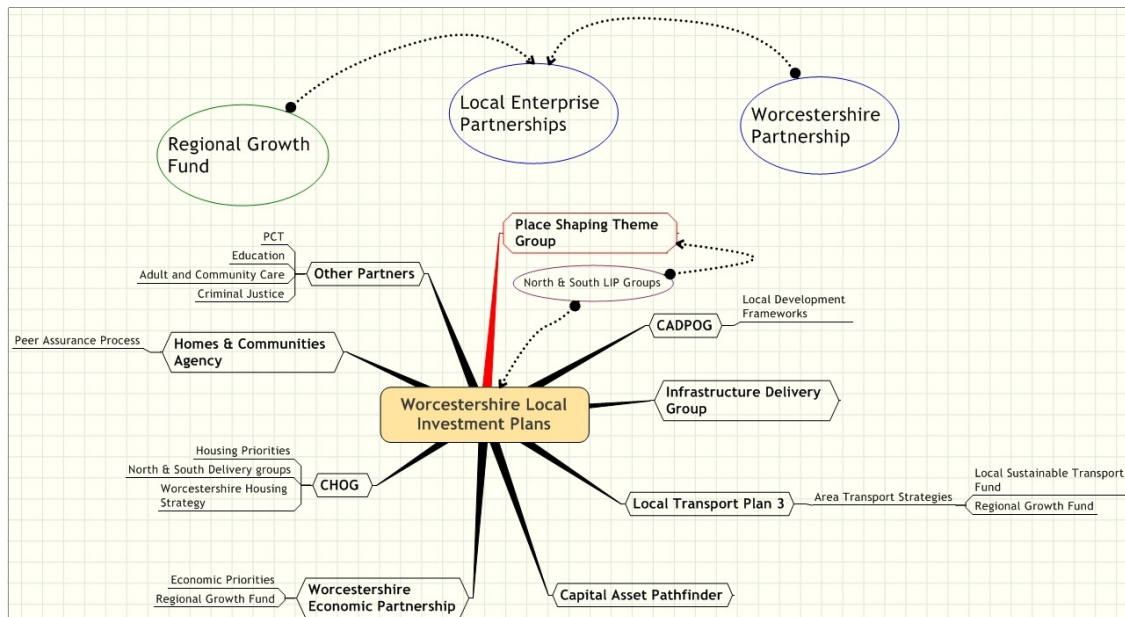 Regional Growth
Fund
Local Enterprise
Partnerships
Worcestershire
Partnership
Place Shaping Theme
Group
North & South LIP Groups
PCT
Education
Adult and Community Care
Criminal Justice
Other Partners
CADPOG
Local Development
Frameworks
Peer Assurance Process
Homes & Communities
Agency
Infrastructure Delivery
Group
Worcestershire Local
Investment Plans
Housing Priorities
North & South Delivery groups
Worcestershire Housing
Strategy
CHOG
Local Transport Plan 3
Area Transport Strategies
Local Sustainable Transport
Fund
Regional Growth Fund
Economic Priorities
Regional Growth Fund
Worcestershire
Economic Partnership
Capital Asset Pathfinder